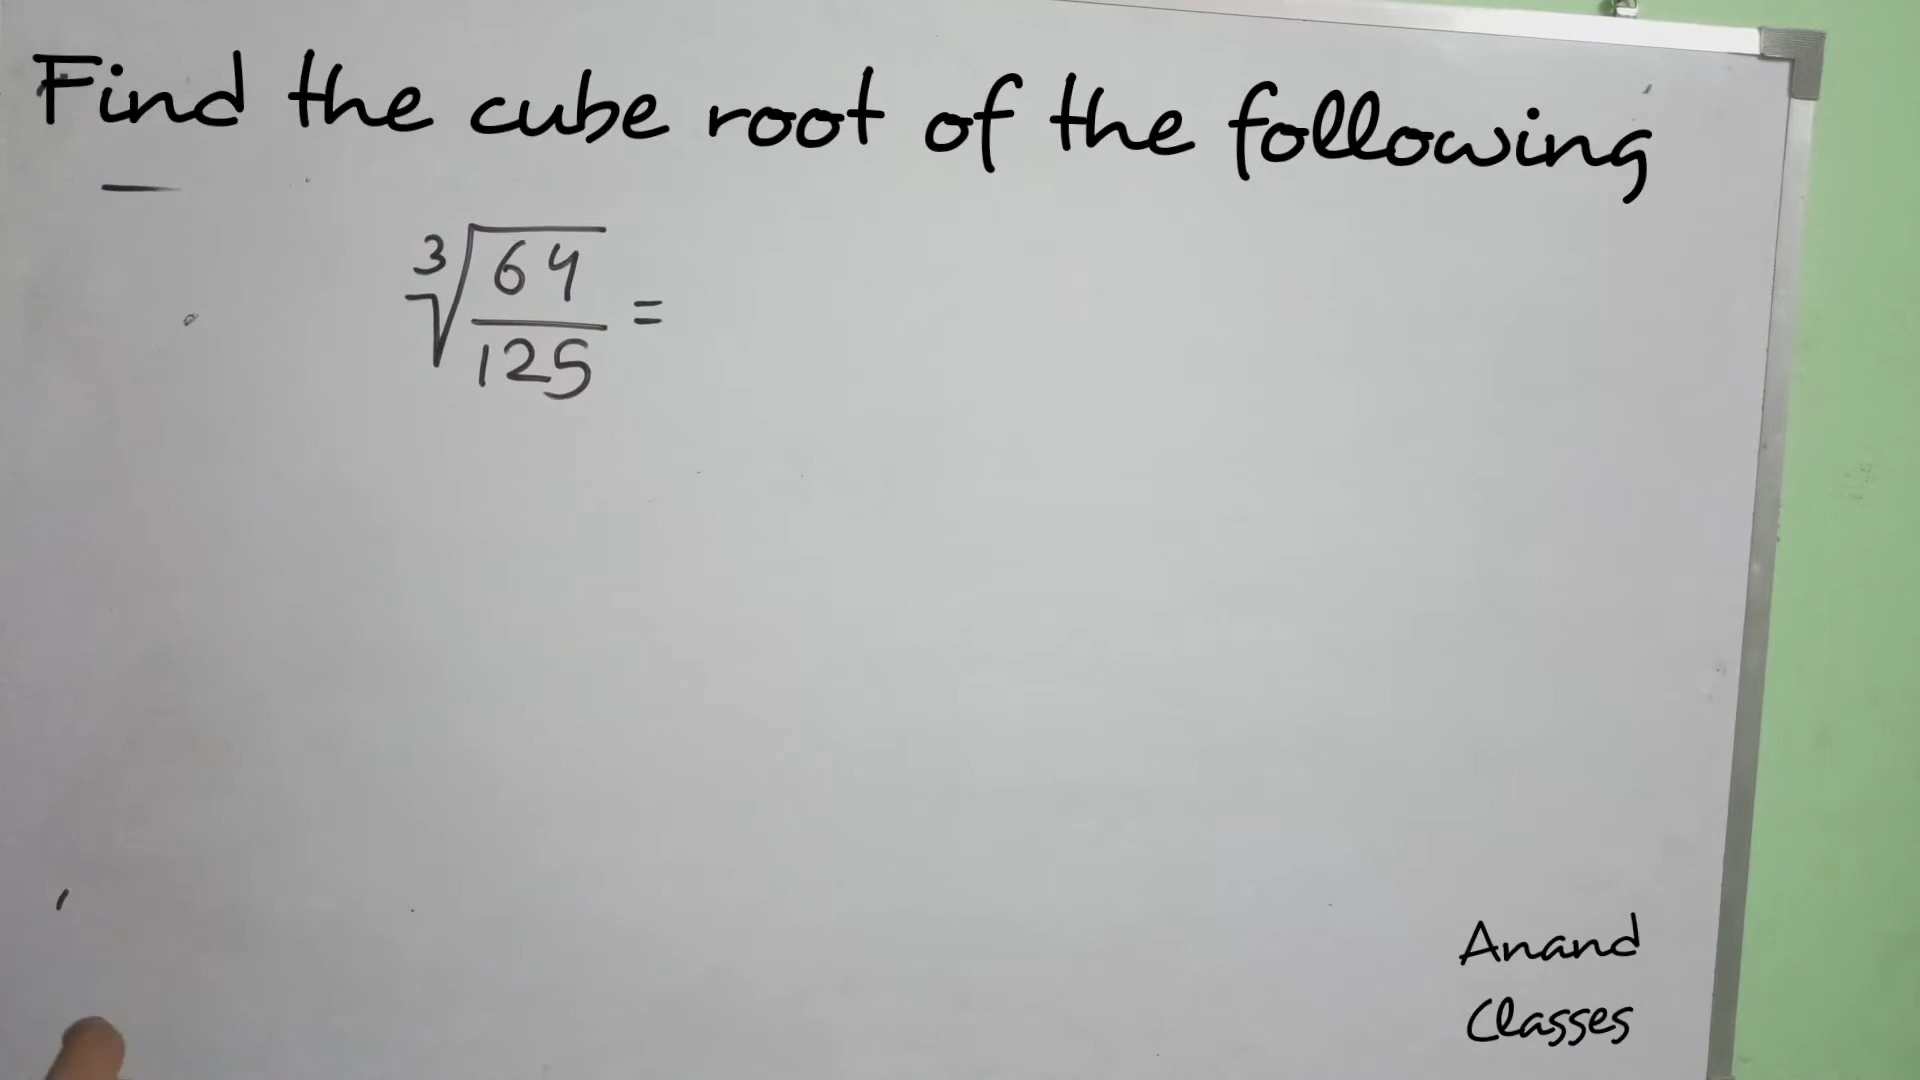 Find the cube root of the following
∛(64/125) =
Anand
Classes